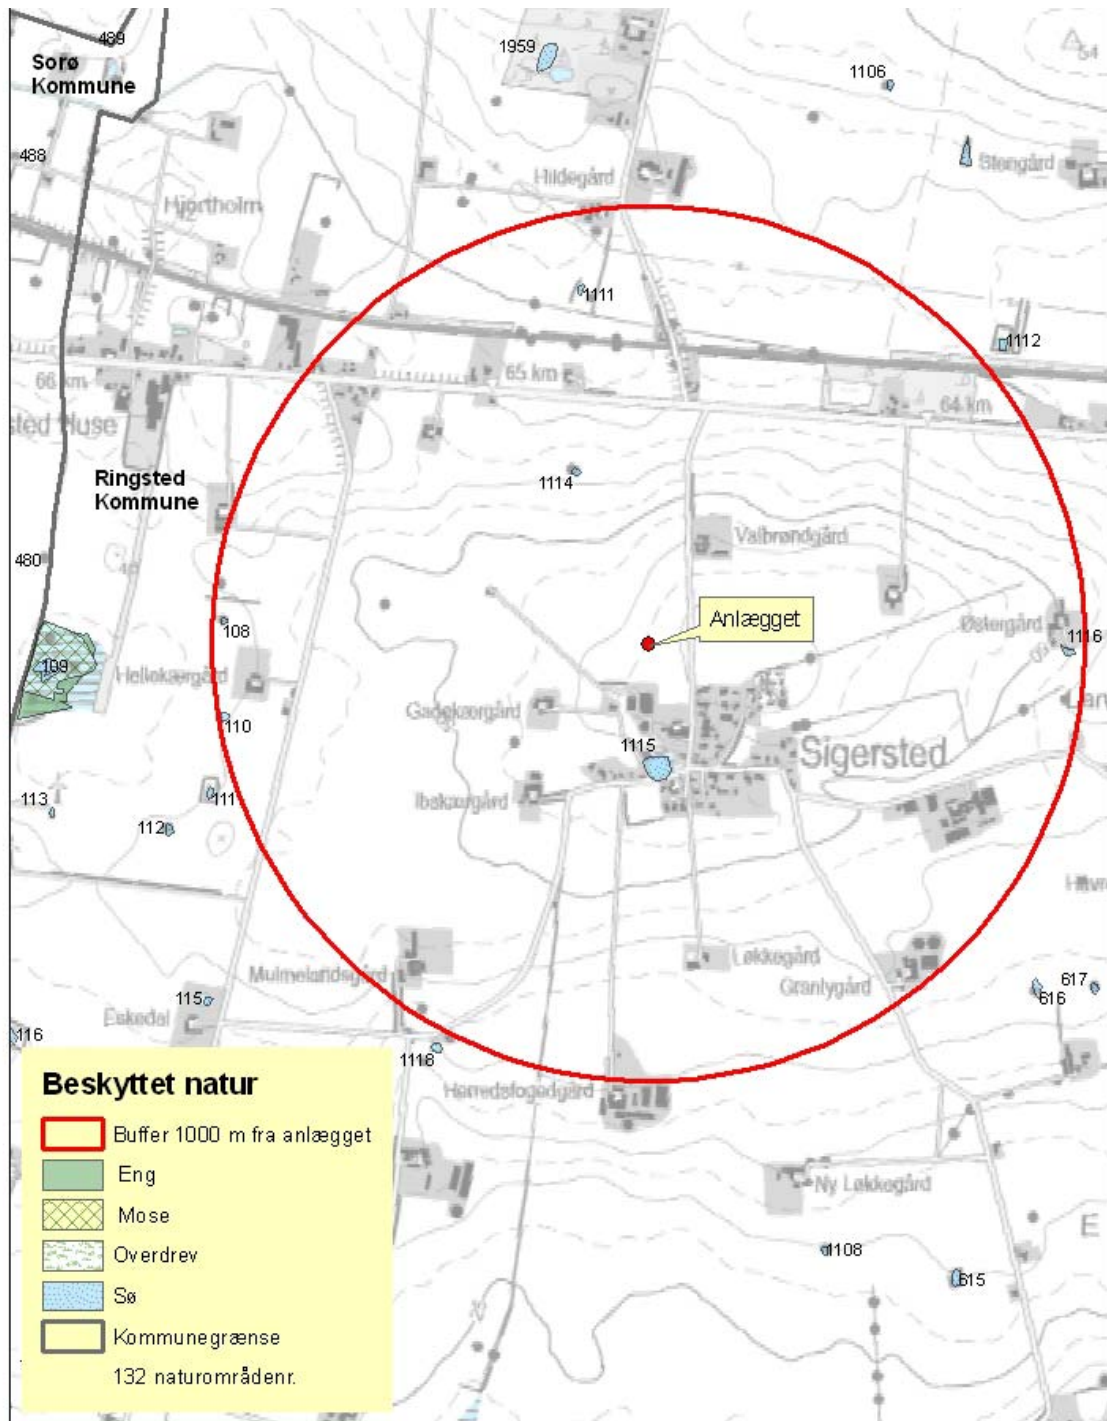 489
Sorø
Kommune
1959
1106
54
488
Hildegård
Stengård
Hjortholm
1111
1112
66 km
65 km
64 km
sted Huse
Ringsted
Kommune
1114
Valbrøndgård
480
Anlægget
108
Østergård
1116
109
Hellekærgård
Gadekærgård
110
1115
Sigersted
111
Ibskærgård
113
112
Mulmelandsgård
Løkkegård
Granlygård
115
616
617
Eskedal
116
1118
Herredsfogedgård
Beskyttet natur
Buffer 1000 m fra anlægget
Eng
Mose
Overdrev
Sø
Kommunegrænse
132 naturområdenr.
Ny Løkkegård
E
1108
615